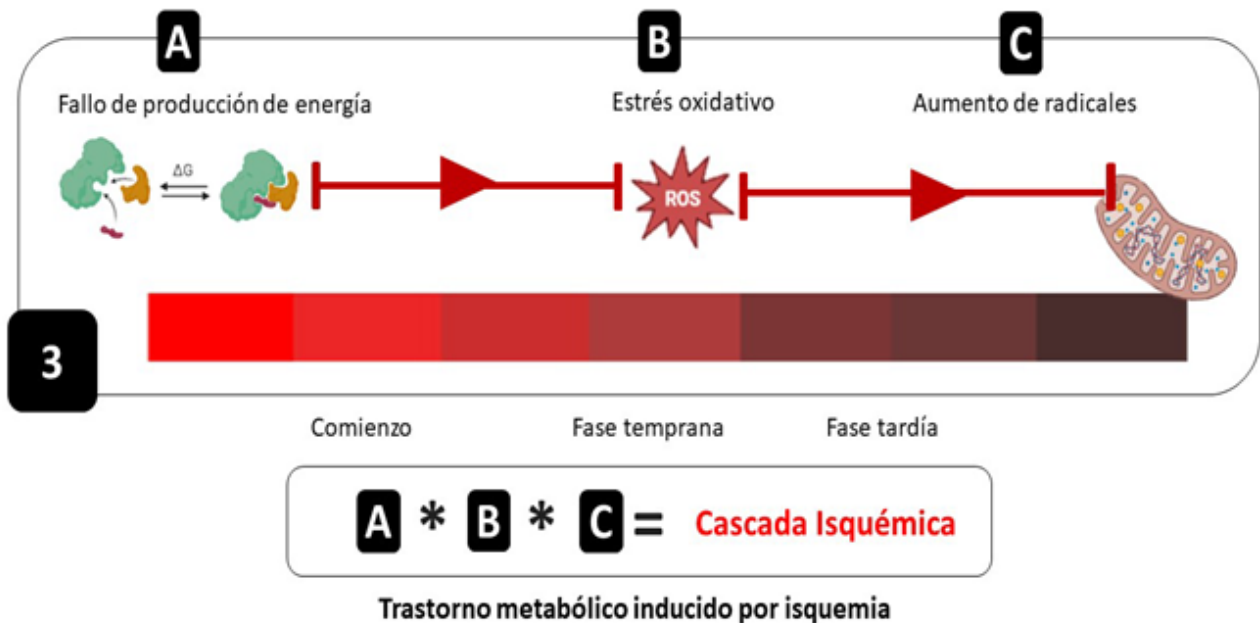 A
B
C
Fallo de producción de energía
Estrés oxidativo
Aumento de radicales
ΔG
ROS
3
Comienzo
Fase temprana
Fase tardía
A * B * C = Cascada Isquémica
Trastorno metabólico inducido por isquemia